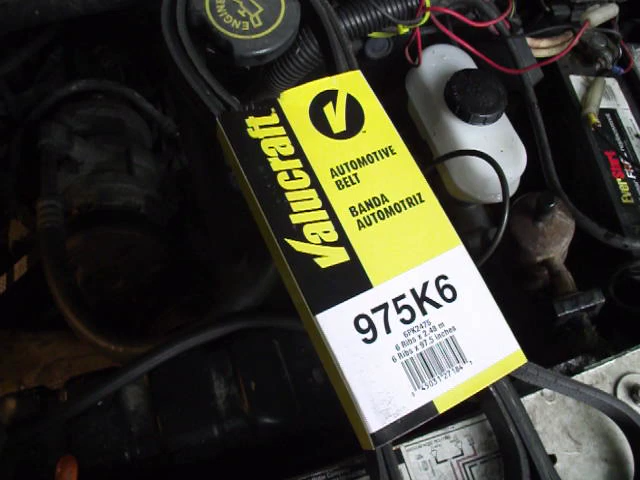 ENGINE
Valucraft
AUTOMOTIVE
BELT
BANDA
AUTOMOTRIZ
975K6
6PK2475
6 Ribs x 2.48 m
6 Ribs x 97.5 inches
EverStart